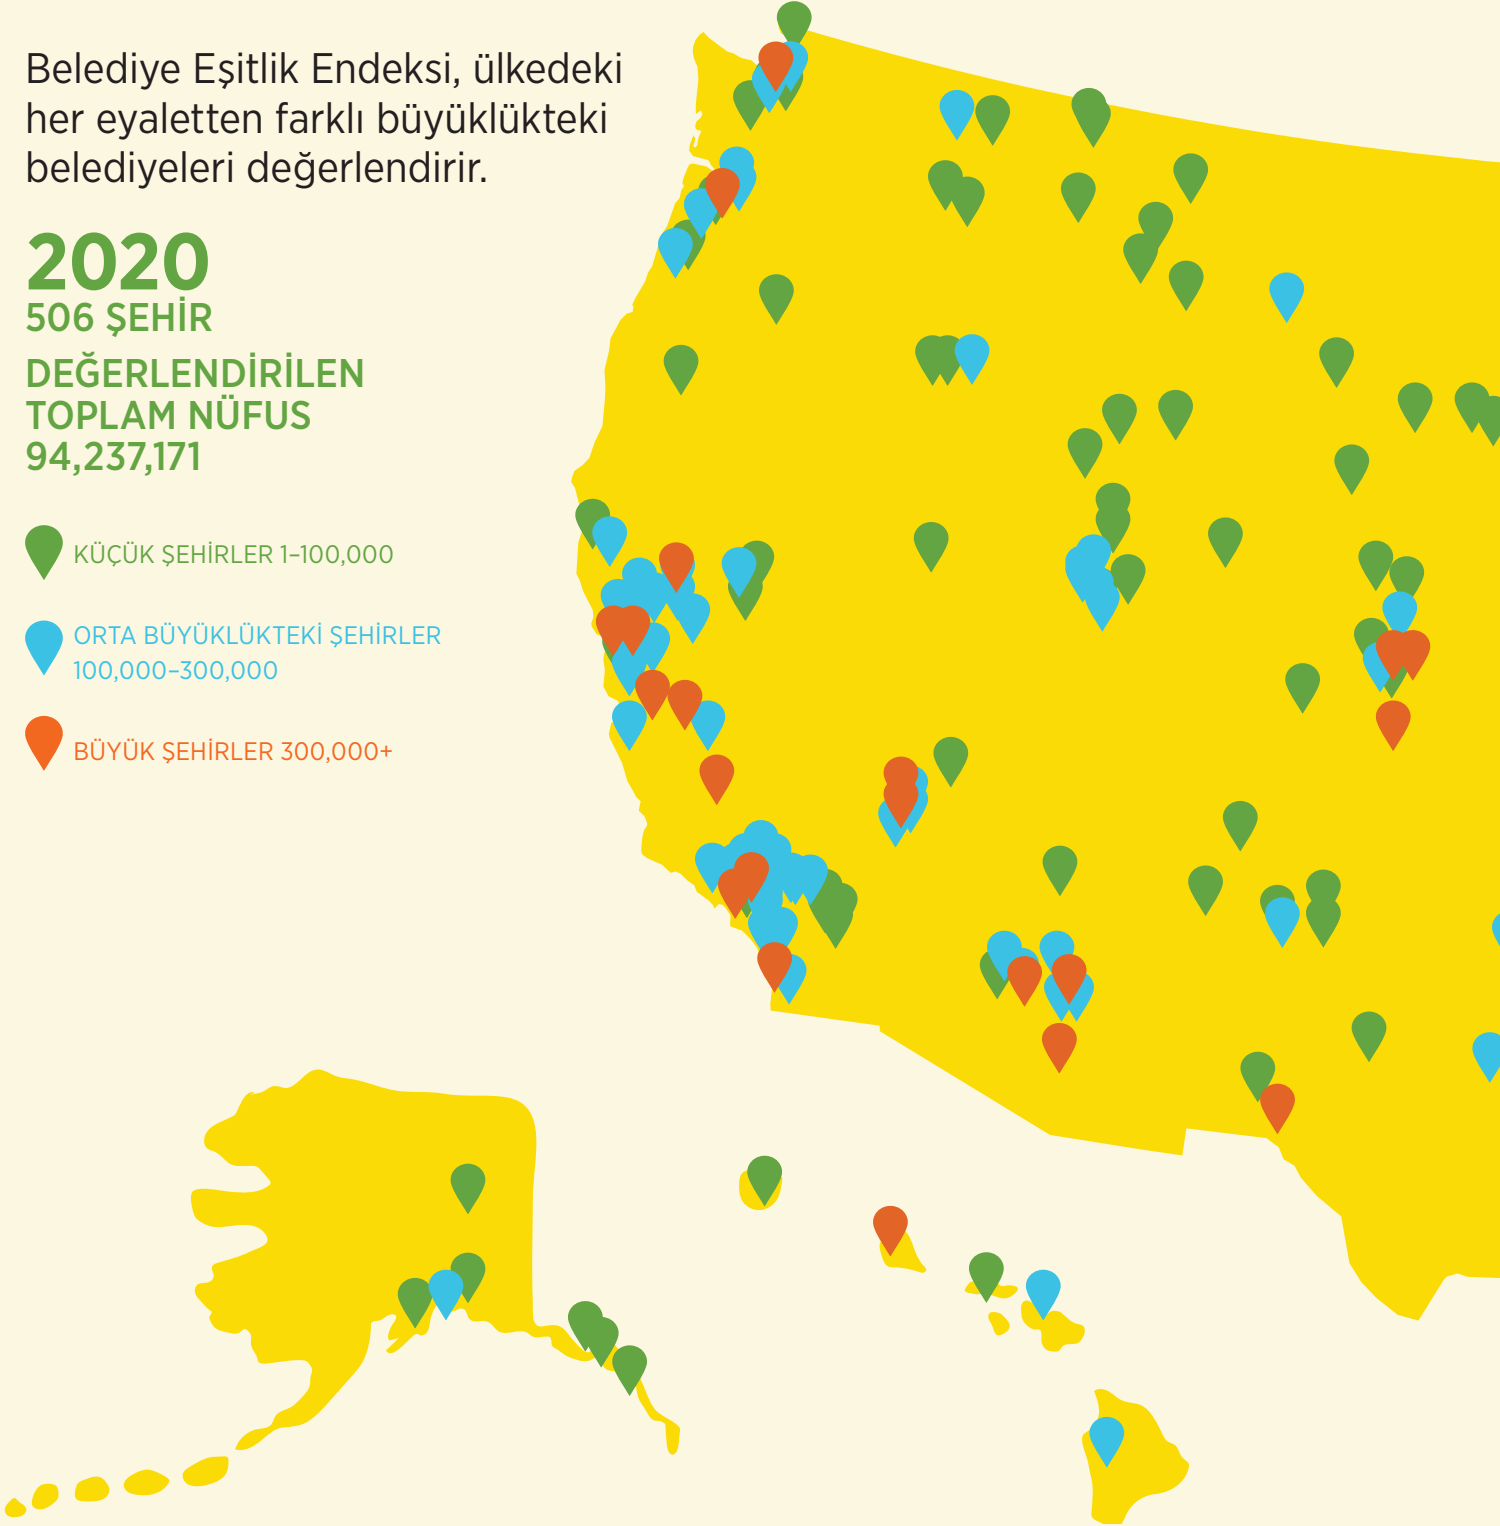 Belediye Eşitlik Endeksi, ülkedeki
her eyaletten farklı büyüklükteki
belediyeleri değerlendirir.
2020
506 ŞEHİR
DEĞERLENDİRİLEN
TOPLAM NÜFUS
94,237,171
KÜÇÜK ŞEHİRLER 1–100,000
ORTA BÜYÜKLÜKTEKİ ŞEHİRLER
100,000–300,000
BÜYÜK ŞEHİRLER 300,000+